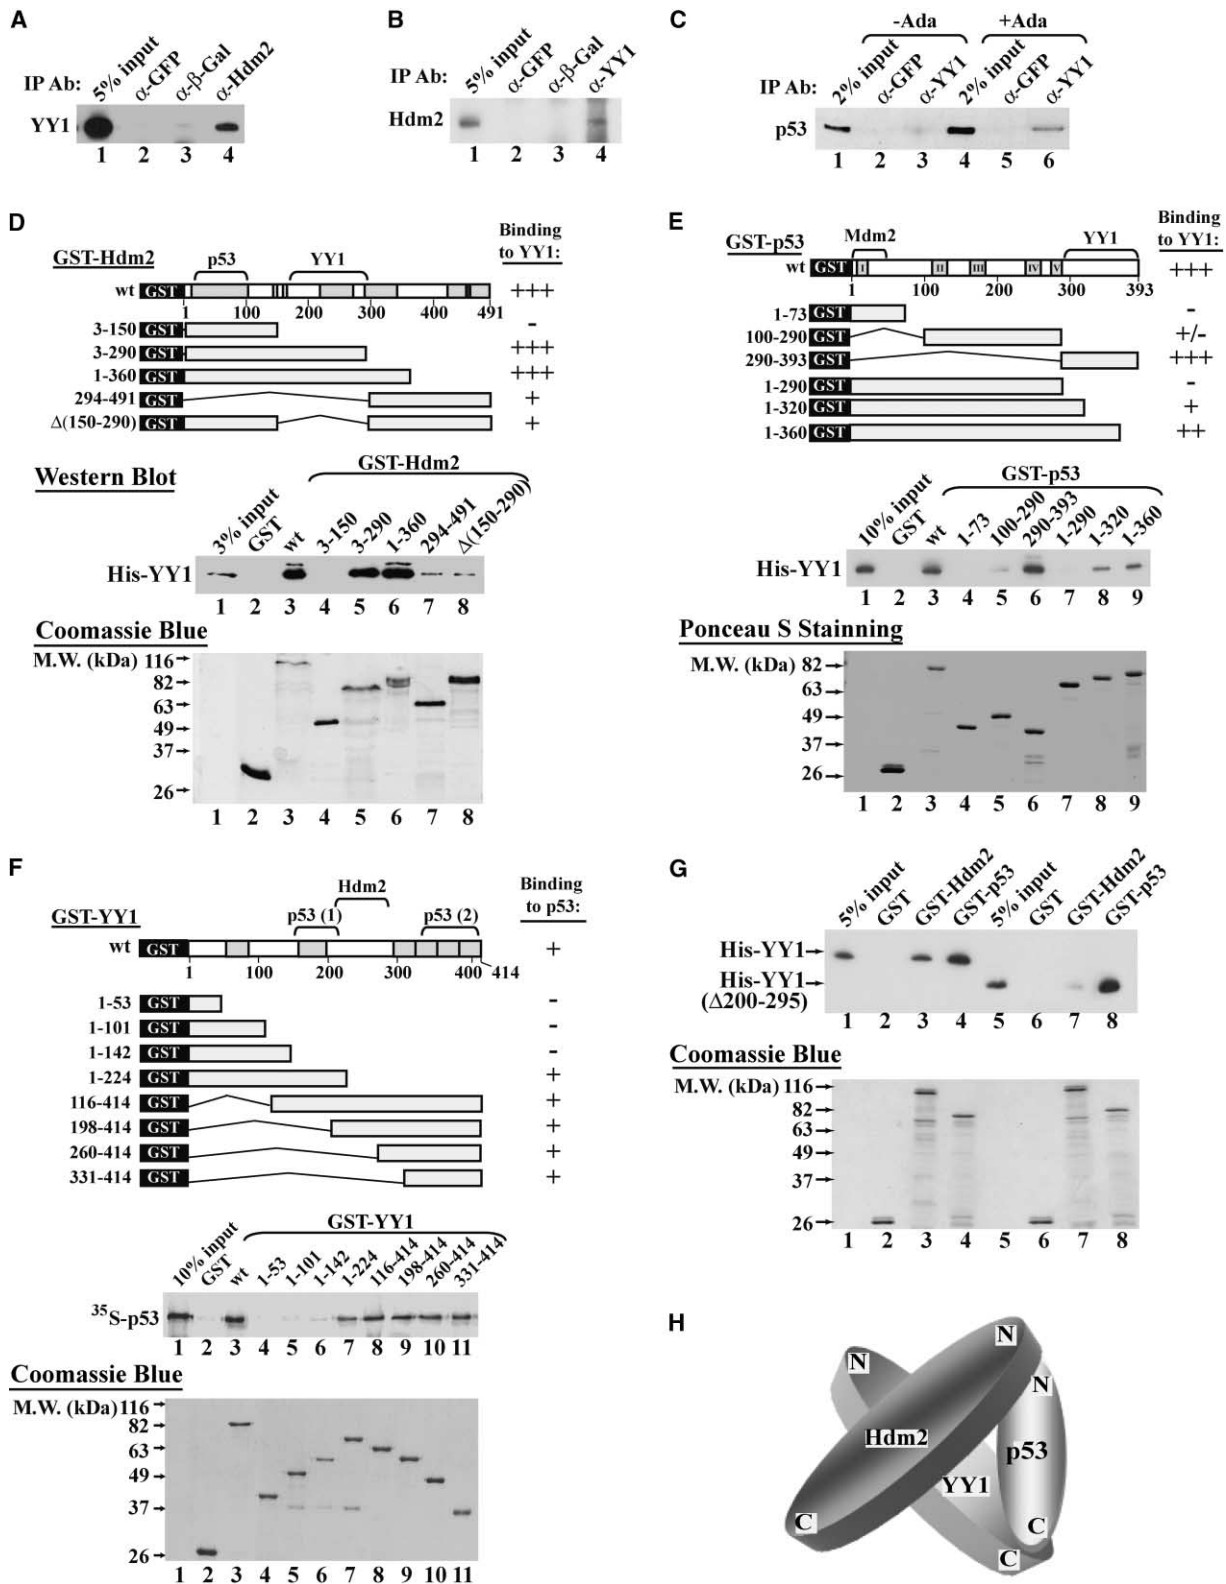 A
IP Ab:
5% input
α-GFP
α-β-Gal
α-Hdm2
YY1
1 2 3 4
B
IP Ab:
5% input
α-GFP
α-β-Gal
α-YY1
Hdm2
1 2 3 4
C
-Ada +Ada
IP Ab:
2% input
α-GFP
α-YY1
2% input
α-GFP
α-YY1
p53
1 2 3 4 5 6
D
GST-Hdm2
p53 YY1
Binding
to YY1:
wt GST +++
1 100 200 300 400 491
3-150 GST -
3-290 GST +++
1-360 GST +++
294-491 GST +
Δ(150-290) GST +
Western Blot
GST-Hdm2
3% input
GST
wt
3-150
3-290
1-360
294-491
Δ(150-290)
His-YY1
1 2 3 4 5 6 7 8
Coomassie Blue
M.W. (kDa) 116
82
63
49
37
26
1 2 3 4 5 6 7 8
E
GST-p53
Mdm2 YY1
Binding
to YY1:
wt GST I II III IV V +++
1 100 200 300 393
1-73 GST -
100-290 GST +/-
290-393 GST +++
1-290 GST -
1-320 GST +
1-360 GST ++
GST-p53
10% input
GST
wt
1-73
100-290
290-393
1-290
1-320
1-360
His-YY1
1 2 3 4 5 6 7 8 9
Ponceau S Stainning
M.W. (kDa) 82
63
49
37
26
1 2 3 4 5 6 7 8 9
F
Hdm2
GST-YY1
p53 (1) p53 (2)
Binding
to p53:
wt GST +
1 100 200 300 400 414
1-53 GST -
1-101 GST -
1-142 GST -
1-224 GST +
116-414 GST +
198-414 GST +
260-414 GST +
331-414 GST +
GST-YY1
10% input
GST
wt
1-53
1-101
1-142
1-224
116-414
198-414
260-414
331-414
35S-p53
1 2 3 4 5 6 7 8 9 10 11
Coomassie Blue
M.W. (kDa) 116
82
63
49
37
26
1 2 3 4 5 6 7 8 9 10 11
G
5% input
GST
GST-Hdm2
GST-p53
5% input
GST
GST-Hdm2
GST-p53
His-YY1
His-YY1
(Δ200-295)
1 2 3 4 5 6 7 8
Coomassie Blue
M.W. (kDa) 116
82
63
49
37
26
1 2 3 4 5 6 7 8
H
N
N
N
Hdm2
p53
YY1
C
C
C